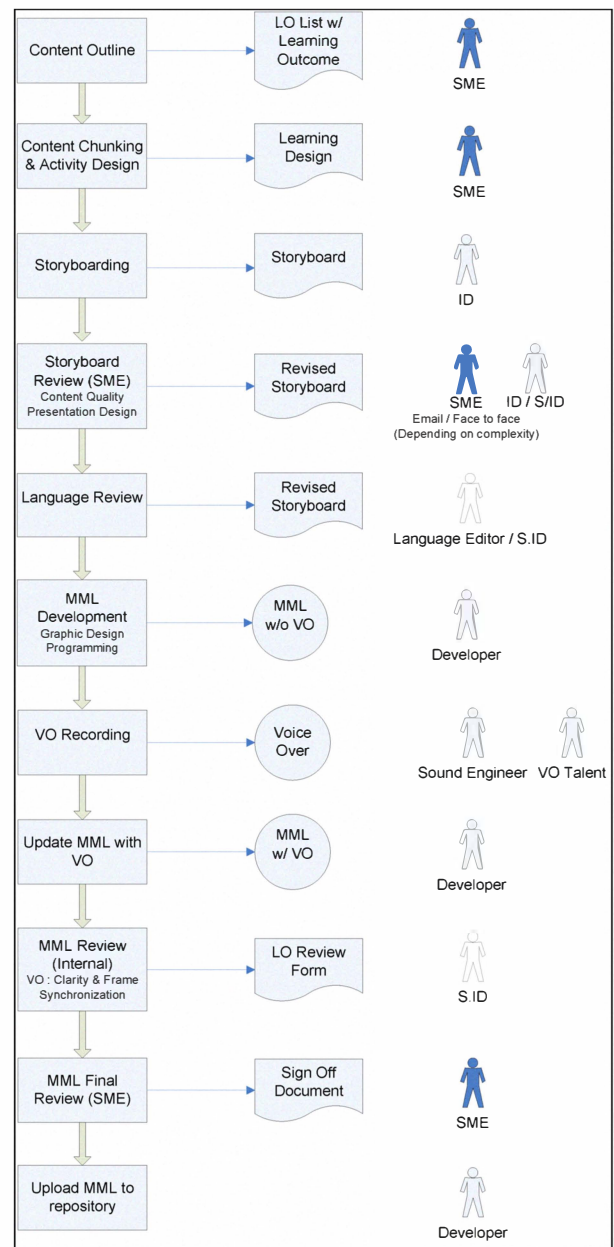 Content Outline
LO List w/
Learning
Outcome
SME
Content Chunking
& Activity Design
Learning
Design
SME
Storyboarding
Storyboard
ID
Storyboard
Review (SME)
Content Quality
Presentation Design
Revised
Storyboard
SME
ID / S/ID
Email / Face to face
(Depending on complexity)
Language Review
Revised
Storyboard
Language Editor / S.ID
MML
Development
Graphic Design
Programming
MML
w/o VO
Developer
VO Recording
Voice
Over
Sound Engineer
VO Talent
Update MML with
VO
MML
w/ VO
Developer
MML Review
(Internal)
VO : Clarity & Frame
Synchronization
LO Review
Form
S.ID
MML Final
Review (SME)
Sign Off
Document
SME
Upload MML to
repository
Developer